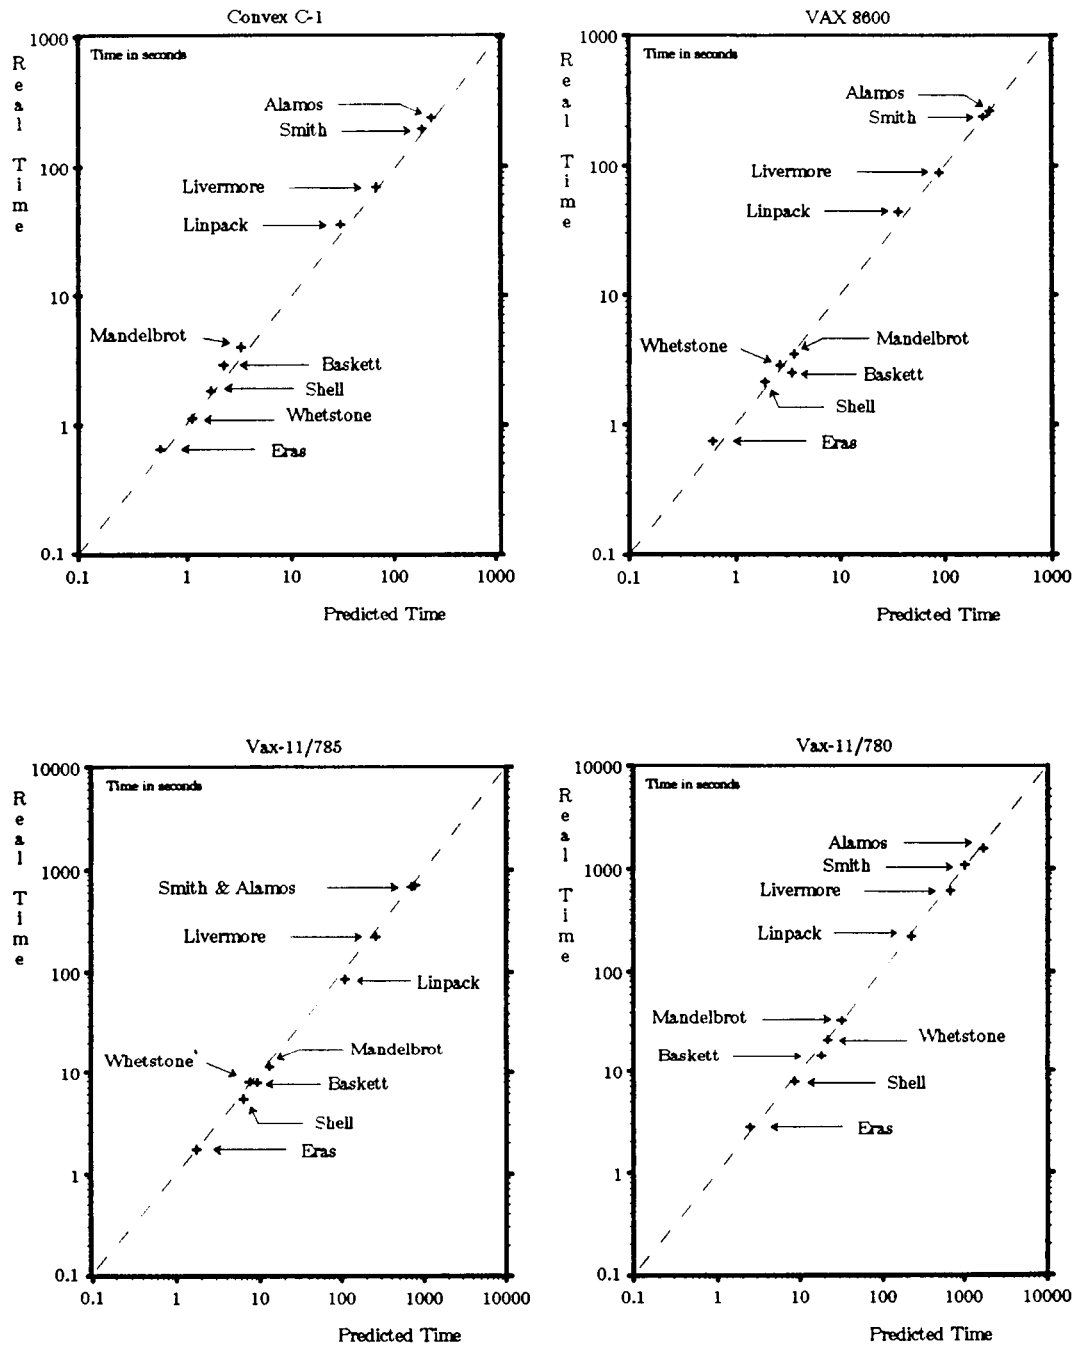 Convex C-1
Time in seconds
Real Time
1000
100
10
1
0.1
Alamos
Smith
Livermore
Linpack
Mandelbrot
Baskett
Shell
Whetstone
Eras
0.1 1 10 100 1000
Predicted Time
VAX 8600
Time in seconds
Real Time
1000
100
10
1
0.1
Alamos
Smith
Livermore
Linpack
Mandelbrot
Whetstone
Baskett
Shell
Eras
0.1 1 10 100 1000
Predicted Time
Vax-11/785
Time in seconds
Real Time
10000
1000
100
10
1
0.1
Smith & Alamos
Livermore
Linpack
Mandelbrot
Whetstone
Baskett
Shell
Eras
0.1 1 10 100 1000 10000
Predicted Time
Vax-11/780
Time in seconds
Real Time
10000
1000
100
10
1
0.1
Alamos
Smith
Livermore
Linpack
Mandelbrot
Whetstone
Baskett
Shell
Eras
0.1 1 10 100 1000 10000
Predicted Time